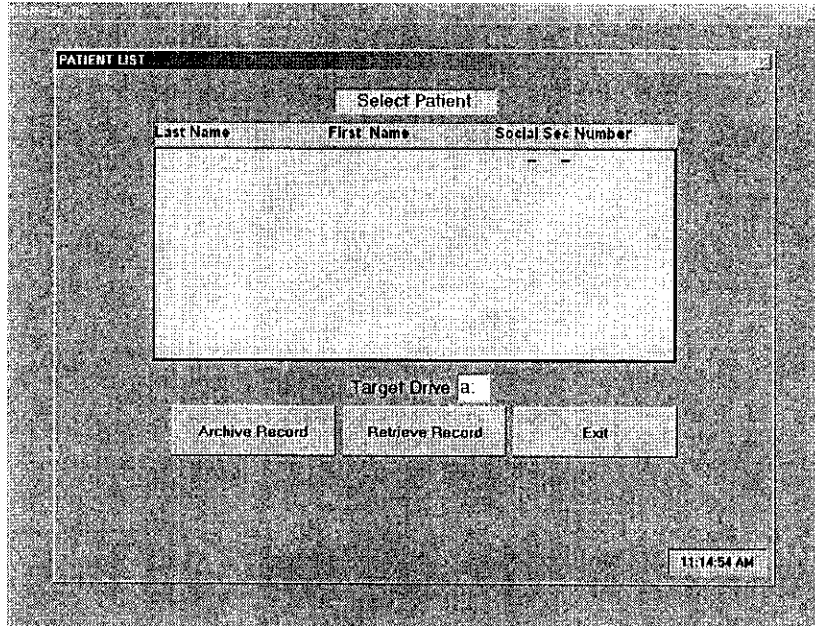 PATIENT LIST
Select Patient
Last Name First Name Social Sec Number
- -
Target Drive a:
Archive Record Retrieve Record Exit
11:14:54 AM